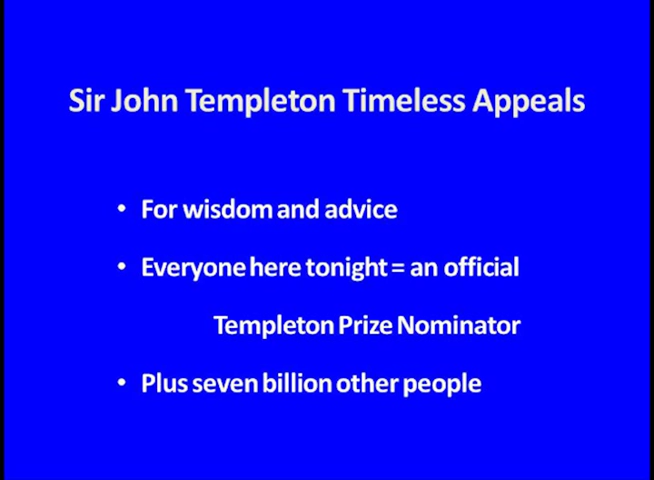 Sir John Templeton Timeless Appeals
• For wisdom and advice
• Everyone here tonight = an official
Templeton Prize Nominator
• Plus seven billion other people